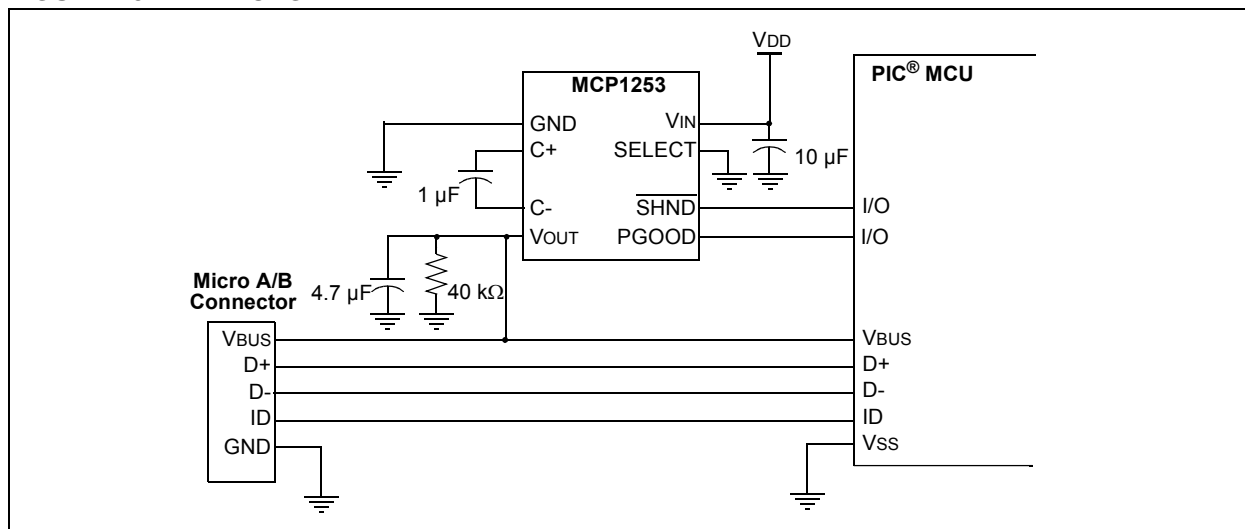 VDD
PIC® MCU
MCP1253
GND
VIN
C+
SELECT
10 µF
1 µF
C-
SHND
I/O
VOUT
PGOOD
I/O
Micro A/B
Connector
4.7 µF
40 kΩ
VBUS
VBUS
D+
D+
D-
D-
ID
ID
GND
VSS